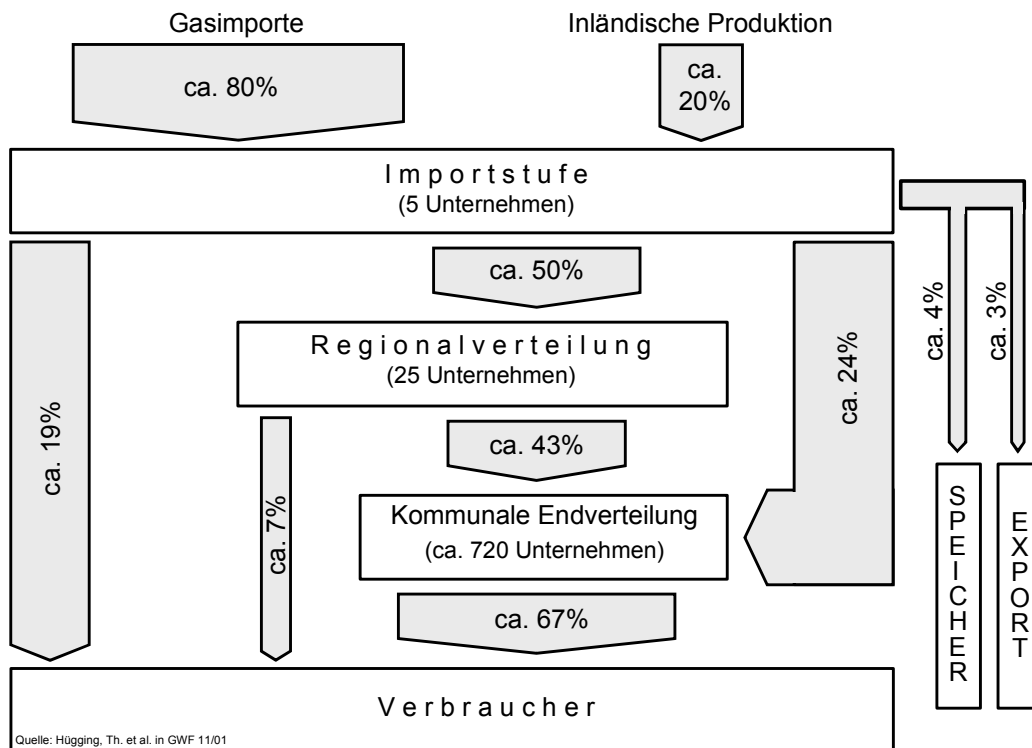 Gasimporte
Inländische Produktion
ca. 80%
ca.
20%
Importstufe
(5 Unternehmen)
ca. 50%
ca. 4%
ca. 3%
Regionalverteilung
(25 Unternehmen)
ca. 24%
ca. 19%
ca. 43%
ca. 7%
Kommunale Endverteilung
(ca. 720 Unternehmen)
SPEICHER
EXPORT
ca. 67%
Verbraucher
Quelle: Hügging, Th. et al. in GWF 11/01